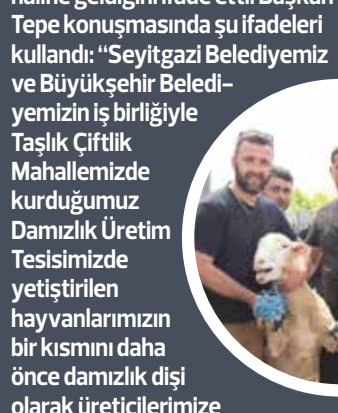 haline geldiğini ifade etti. Başkan
Tepe konuşmasında şu ifadeleri
kullandı: “Seyitgazi Belediyemiz
ve Büyükşehir Beledi-
yemizin iş birliğiyle
Taşlık Çiftlik
Mahallemizde
kurduğumuz
Damızlık Üretim
Tesisimizde
yetiştirilen
hayvanlarımızın
bir kısmını daha
önce damızlık dişi
olarak üreticilerimize